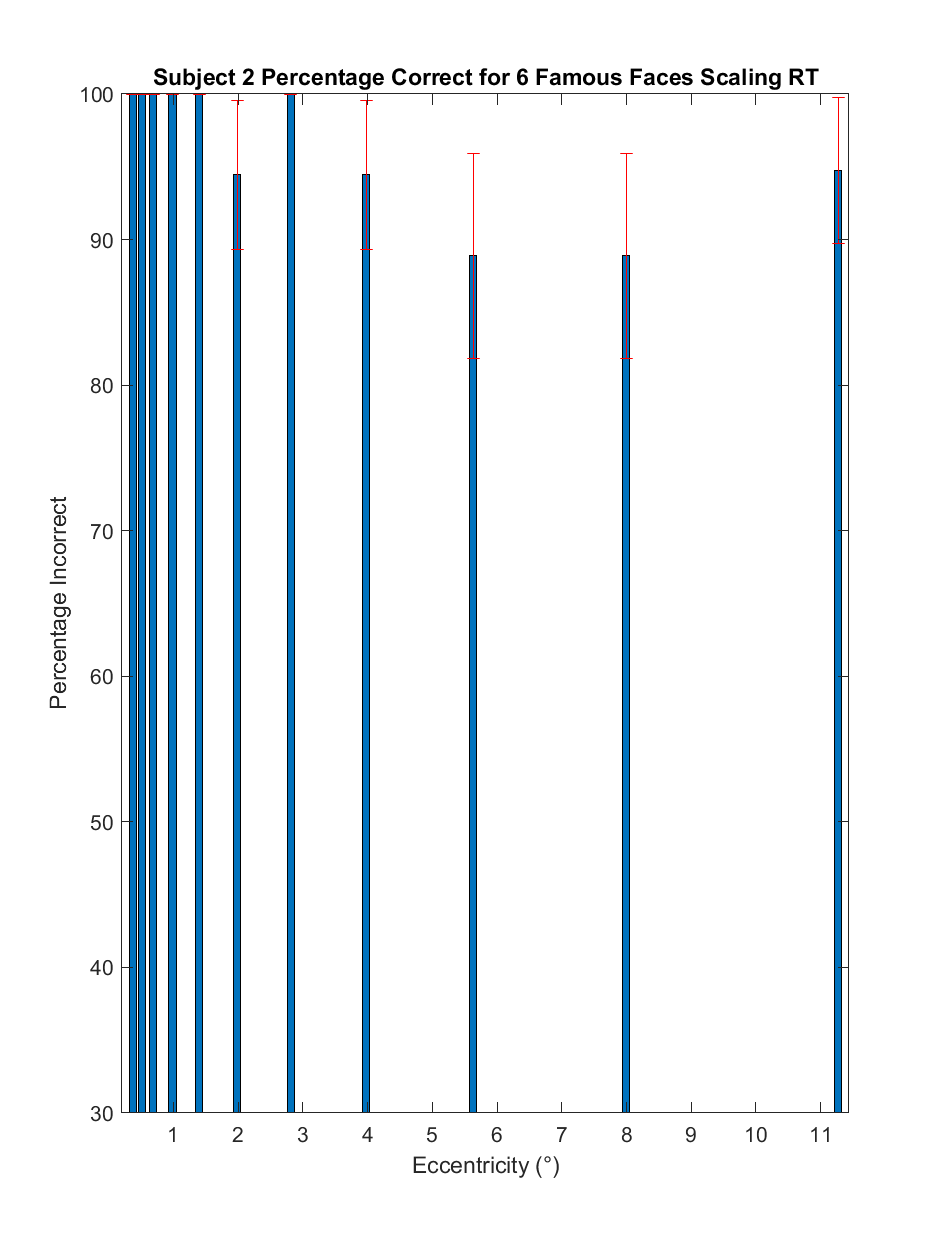 Subject 2 Percentage Correct for 6 Famous Faces Scaling RT
100
90
80
70
60
50
40
30
Percentage Incorrect
1 2 3 4 5 6 7 8 9 10 11
Eccentricity (°)